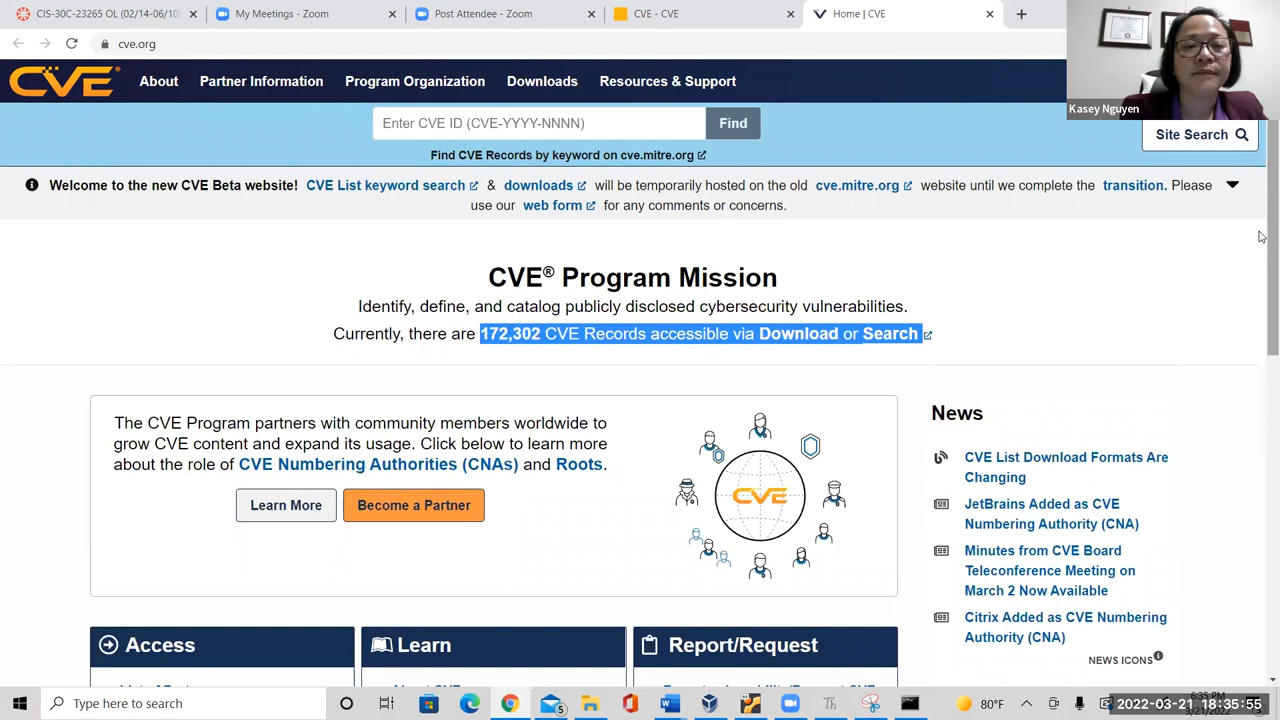 CIS-30C-23265 OL (02/14-06/10)
My Meetings - Zoom
Post Attendee - Zoom
CVE - CVE
Home | CVE
cve.org
CVE
About
Partner Information
Program Organization
Downloads
Resources & Support
Kasey Nguyen
Enter CVE ID (CVE-YYYY-NNNN)
Find
Site Search
Find CVE Records by keyword on cve.mitre.org
Welcome to the new CVE Beta website! CVE List keyword search & downloads will be temporarily hosted on the old cve.mitre.org website until we complete the transition. Please
use our web form for any comments or concerns.
CVE® Program Mission
Identify, define, and catalog publicly disclosed cybersecurity vulnerabilities.
Currently, there are 172,302 CVE Records accessible via Download or Search
The CVE Program partners with community members worldwide to
grow CVE content and expand its usage. Click below to learn more
about the role of CVE Numbering Authorities (CNAs) and Roots.
Learn More
Become a Partner
CVE
News
CVE List Download Formats Are
Changing
JetBrains Added as CVE
Numbering Authority (CNA)
Minutes from CVE Board
Teleconference Meeting on
March 2 Now Available
Citrix Added as CVE Numbering
Authority (CNA)
NEWS ICONS
Access
Learn
Report/Request
Type here to search
5
80°F
6:35 PM
2022-03-21 18:35:55